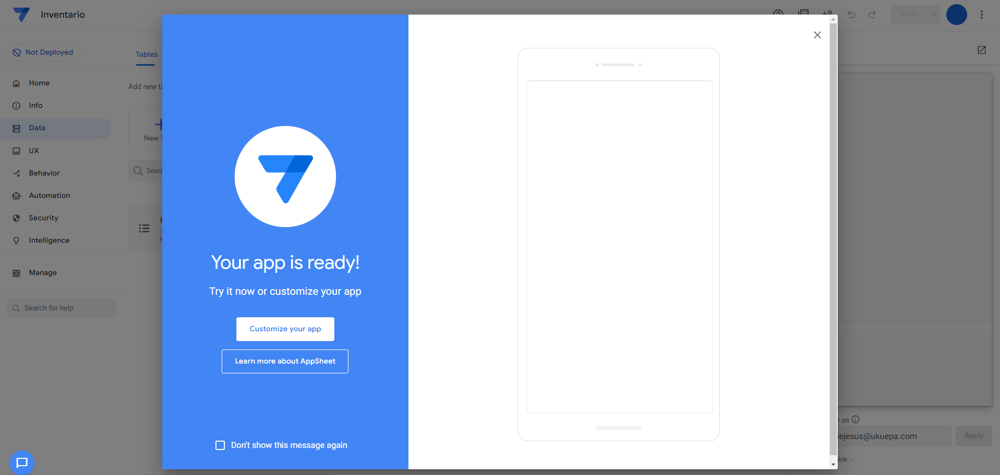 Inventario
SAVE
Not Deployed
Tables
Home
Info
Data
UX
Behavior
Automation
Security
Intelligence
Manage
Search for help
Add new
New
Your app is ready!
Try it now or customize your app
Customize your app
Learn more about AppSheet
Don't show this message again
as
ejesus@ukuepa.com
Apply
ble: -